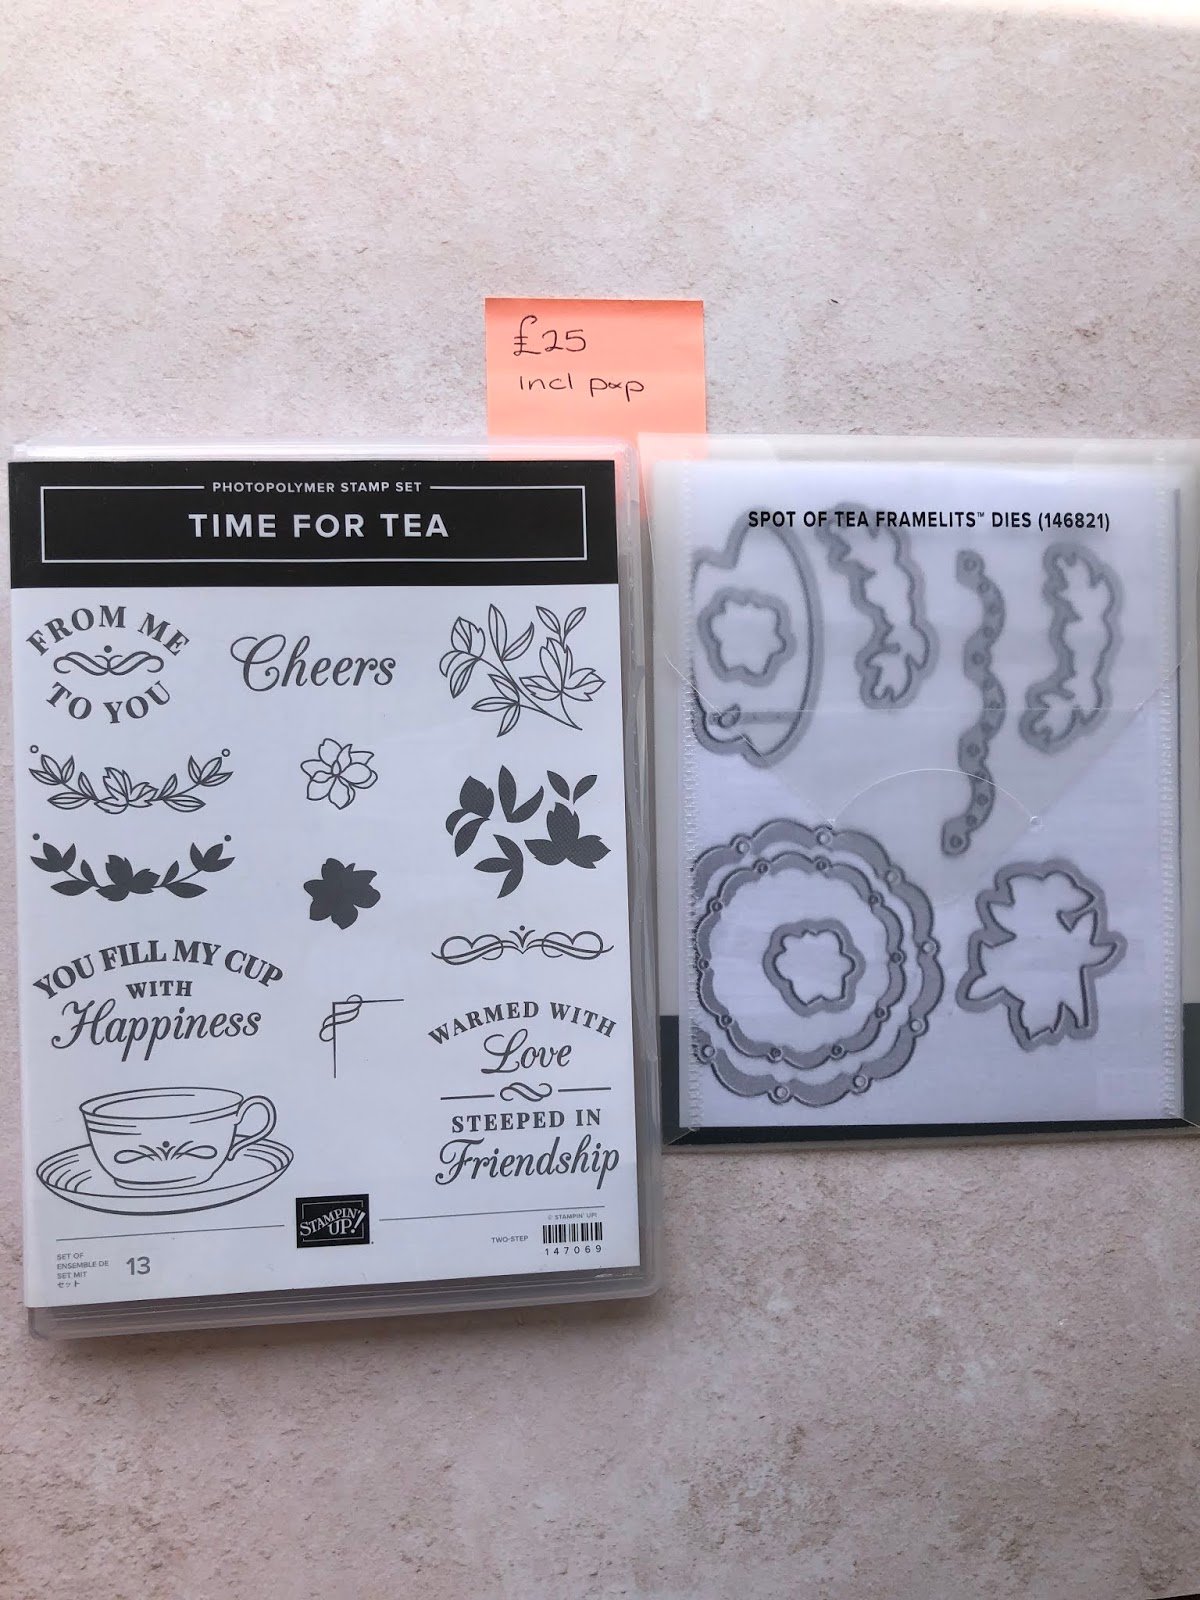 £25
Incl p&p
PHOTOPOLYMER STAMP SET
TIME FOR TEA
FROM ME
TO YOU
Cheers
YOU FILL MY CUP
WITH
Happiness
WARMED WITH
Love
STEEPED IN
Friendship
STAMPIN'
UP!
© STAMPIN' UP!
TWO-STEP
147069
SET OF
ENSEMBLE DE
SET MIT
セット
13
SPOT OF TEA FRAMELITS™ DIES (146821)